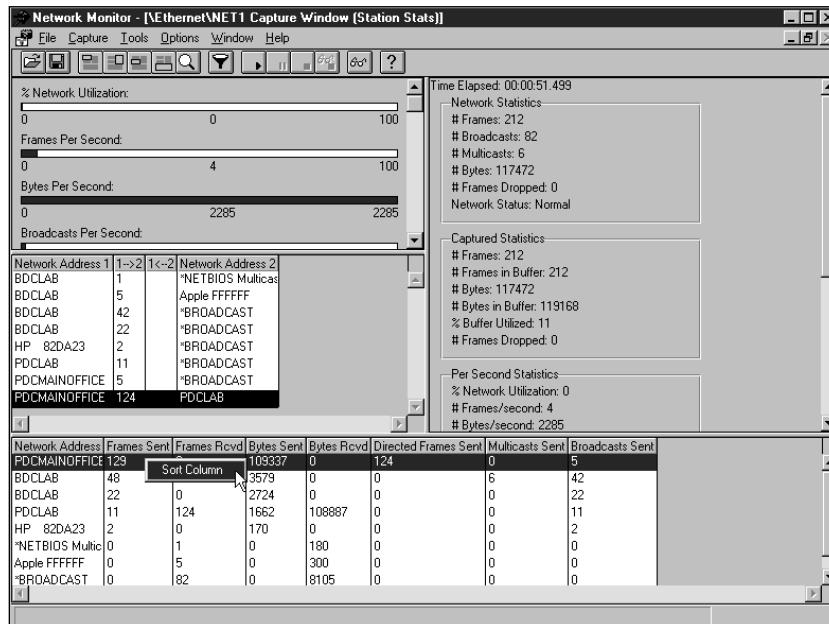 Network Monitor - [\Ethernet\NET1 Capture Window (Station Stats)]
File Capture Tools Options Window Help
% Network Utilization:
0 0 100
Frames Per Second:
0 4 100
Bytes Per Second:
0 2285 2285
Broadcasts Per Second:
Time Elapsed: 00:00:51.499
Network Statistics
# Frames: 212
# Broadcasts: 82
# Multicasts: 6
# Bytes: 117472
# Frames Dropped: 0
Network Status: Normal
Captured Statistics
# Frames: 212
# Frames in Buffer: 212
# Bytes: 117472
# Bytes in Buffer: 119168
% Buffer Utilized: 11
# Frames Dropped: 0
Per Second Statistics
% Network Utilization: 0
# Frames/second: 4
# Bytes/second: 2285
Network Address 1 1-->2 1<--2 Network Address 2
BDCLAB 1 *NETBIOS Multicas
BDCLAB 5 Apple FFFFFF
BDCLAB 42 *BROADCAST
BDCLAB 22 *BROADCAST
HP 82DA23 2 *BROADCAST
PDCLAB 11 *BROADCAST
PDCMAINOFFICE 5 *BROADCAST
PDCMAINOFFICE 124 PDCLAB
Network Address Frames Sent Frames Rcvd Bytes Sent Bytes Rcvd Directed Frames Sent Multicasts Sent Broadcasts Sent
PDCMAINOFFICE 129 109337 0 124 0 5
Sort Column
BDCLAB 48 3579 0 0 6 42
BDCLAB 22 0 2724 0 0 0 22
PDCLAB 11 124 1662 108887 0 0 11
HP 82DA23 2 0 170 0 0 0 2
*NETBIOS Multic 0 1 0 180 0 0 0
Apple FFFFFF 0 5 0 300 0 0 0
*BROADCAST 0 82 0 8105 0 0 0